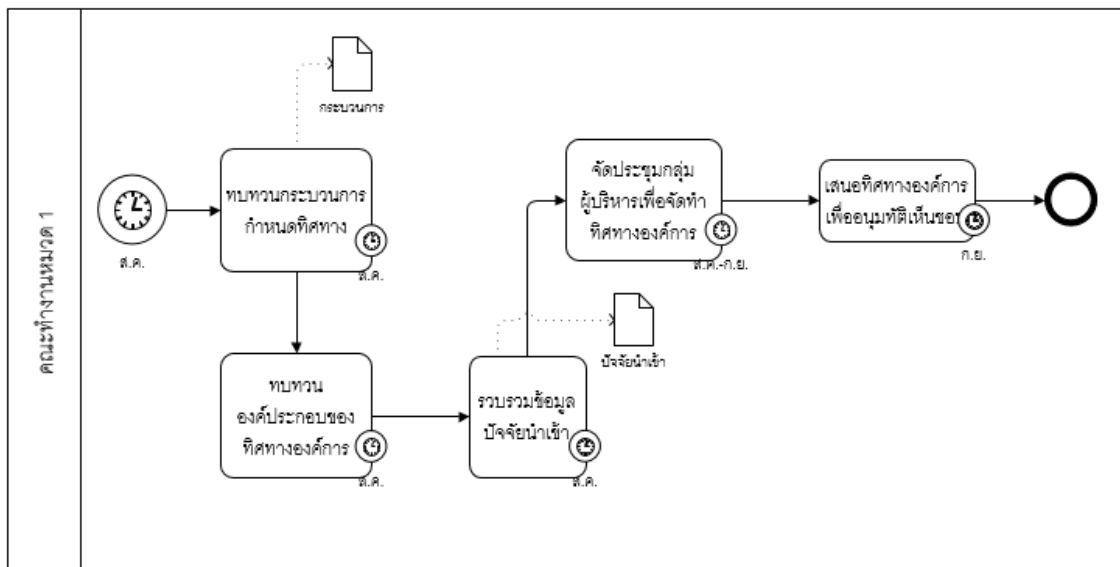 คณะทำงานหมวด 1
กระบวนการ
ส.ค.
ทบทวนกระบวนการ
กำหนดทิศทาง
ส.ค.
ทบทวน
องค์ประกอบของ
ทิศทางองค์การ
ส.ค.
รวบรวมข้อมูล
ปัจจัยนำเข้า
ส.ค.
ปัจจัยนำเข้า
จัดประชุมกลุ่ม
ผู้บริหารเพื่อจัดทำ
ทิศทางองค์การ
ส.ค.-ก.ย.
เสนอทิศทางองค์การ
เพื่ออนุมัติเห็นชอบ
ก.ย.